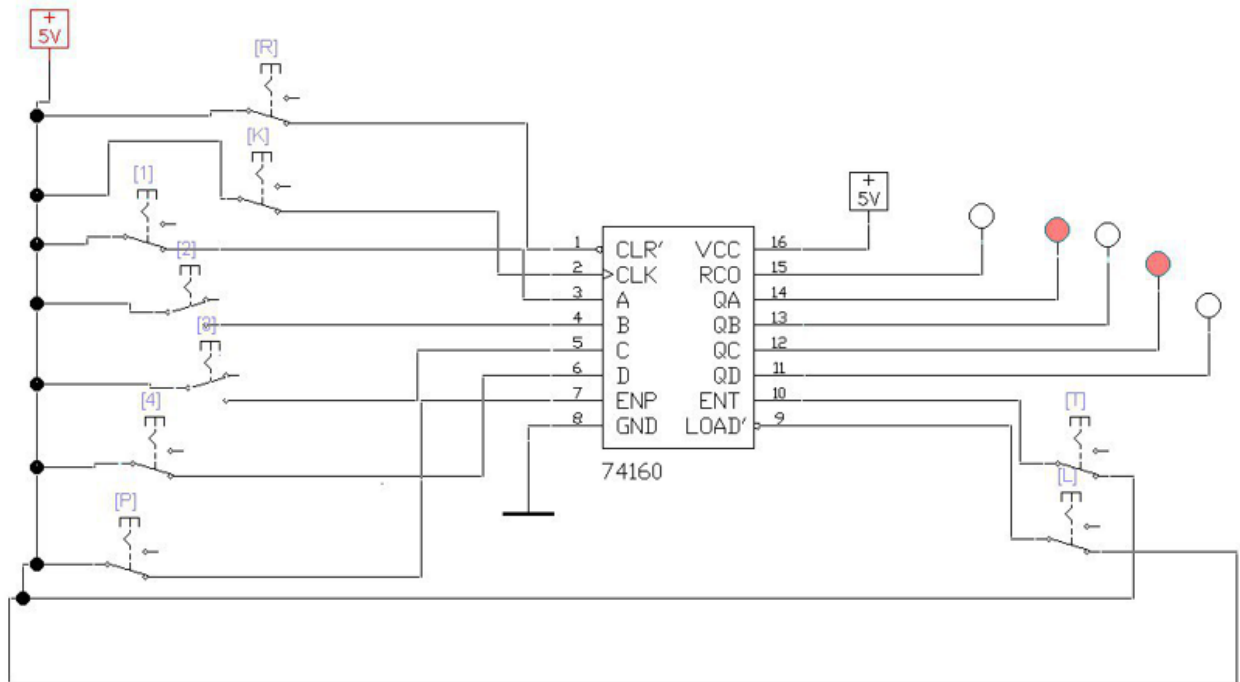 +
5V
[R]
[K]
[1]
+
5V
[2]
1 CLR' VCC 16
2 CLK RCO 15
3 A QA 14
4 B QB 13
[3]
5 C QC 12
6 D QD 11
7 ENP ENT 10
8 GND LOAD' 9
[4]
[T]
74160
[L]
[P]